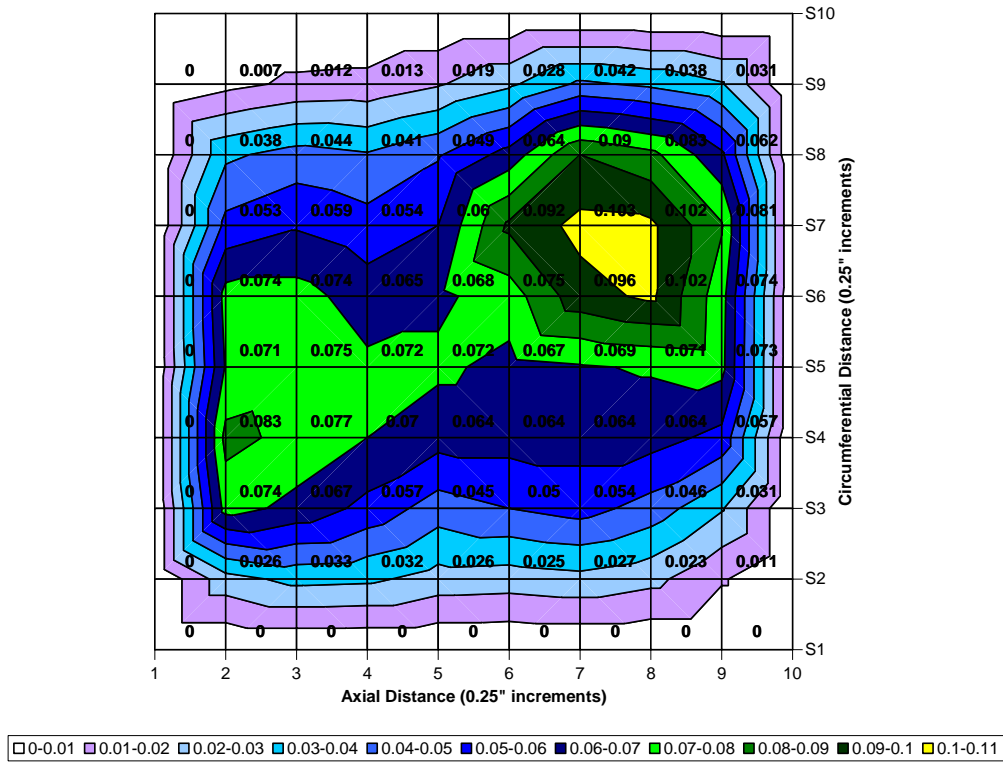 S10
0 0.007 0.012 0.013 0.019 0.028 0.042 0.038 0.031
S9
0 0.038 0.044 0.041 0.049 0.064 0.09 0.083 0.062
S8
0 0.053 0.059 0.054 0.06 0.092 0.103 0.102 0.081
S7
0 0.074 0.074 0.065 0.068 0.075 0.096 0.102 0.074
S6
0 0.071 0.075 0.072 0.072 0.067 0.069 0.071 0.073
S5
0 0.083 0.077 0.07 0.064 0.064 0.064 0.064 0.057
S4
0 0.074 0.067 0.057 0.045 0.05 0.054 0.046 0.031
S3
0 0.026 0.033 0.032 0.026 0.025 0.027 0.023 0.011
S2
0 0 0 0 0 0 0 0 0
S1
Circumferential Distance (0.25" increments)
1 2 3 4 5 6 7 8 9 10
Axial Distance (0.25" increments)
0-0.01 0.01-0.02 0.02-0.03 0.03-0.04 0.04-0.05 0.05-0.06 0.06-0.07 0.07-0.08 0.08-0.09 0.09-0.1 0.1-0.11